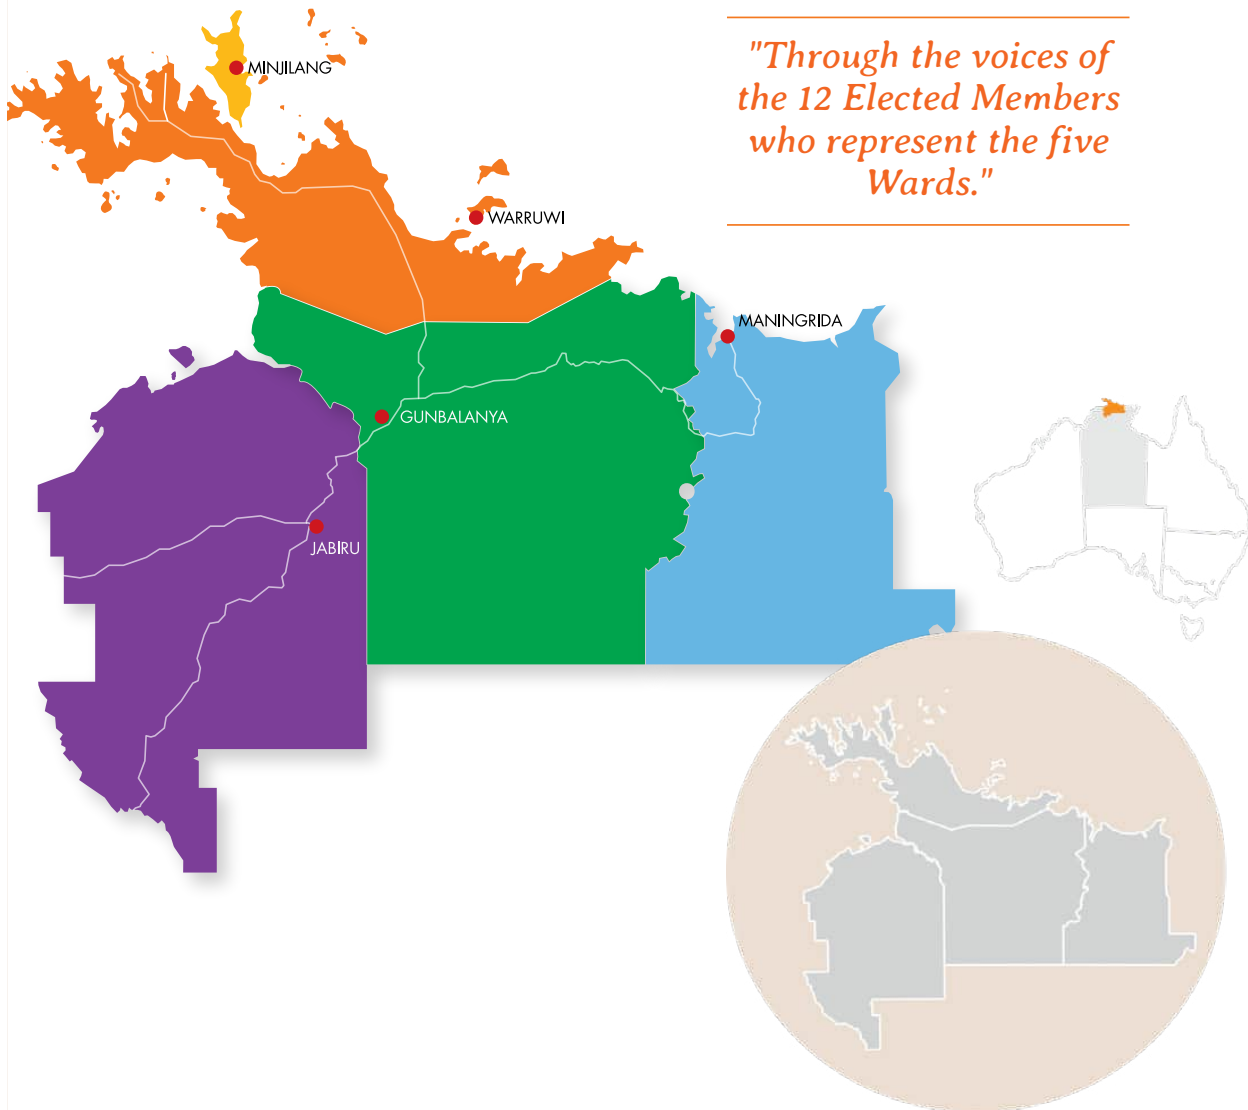 "Through the voices of
the 12 Elected Members
who represent the five
Wards."
MINJILANG
WARRUWI
MANINGRIDA
GUNBALANYA
JABIRU